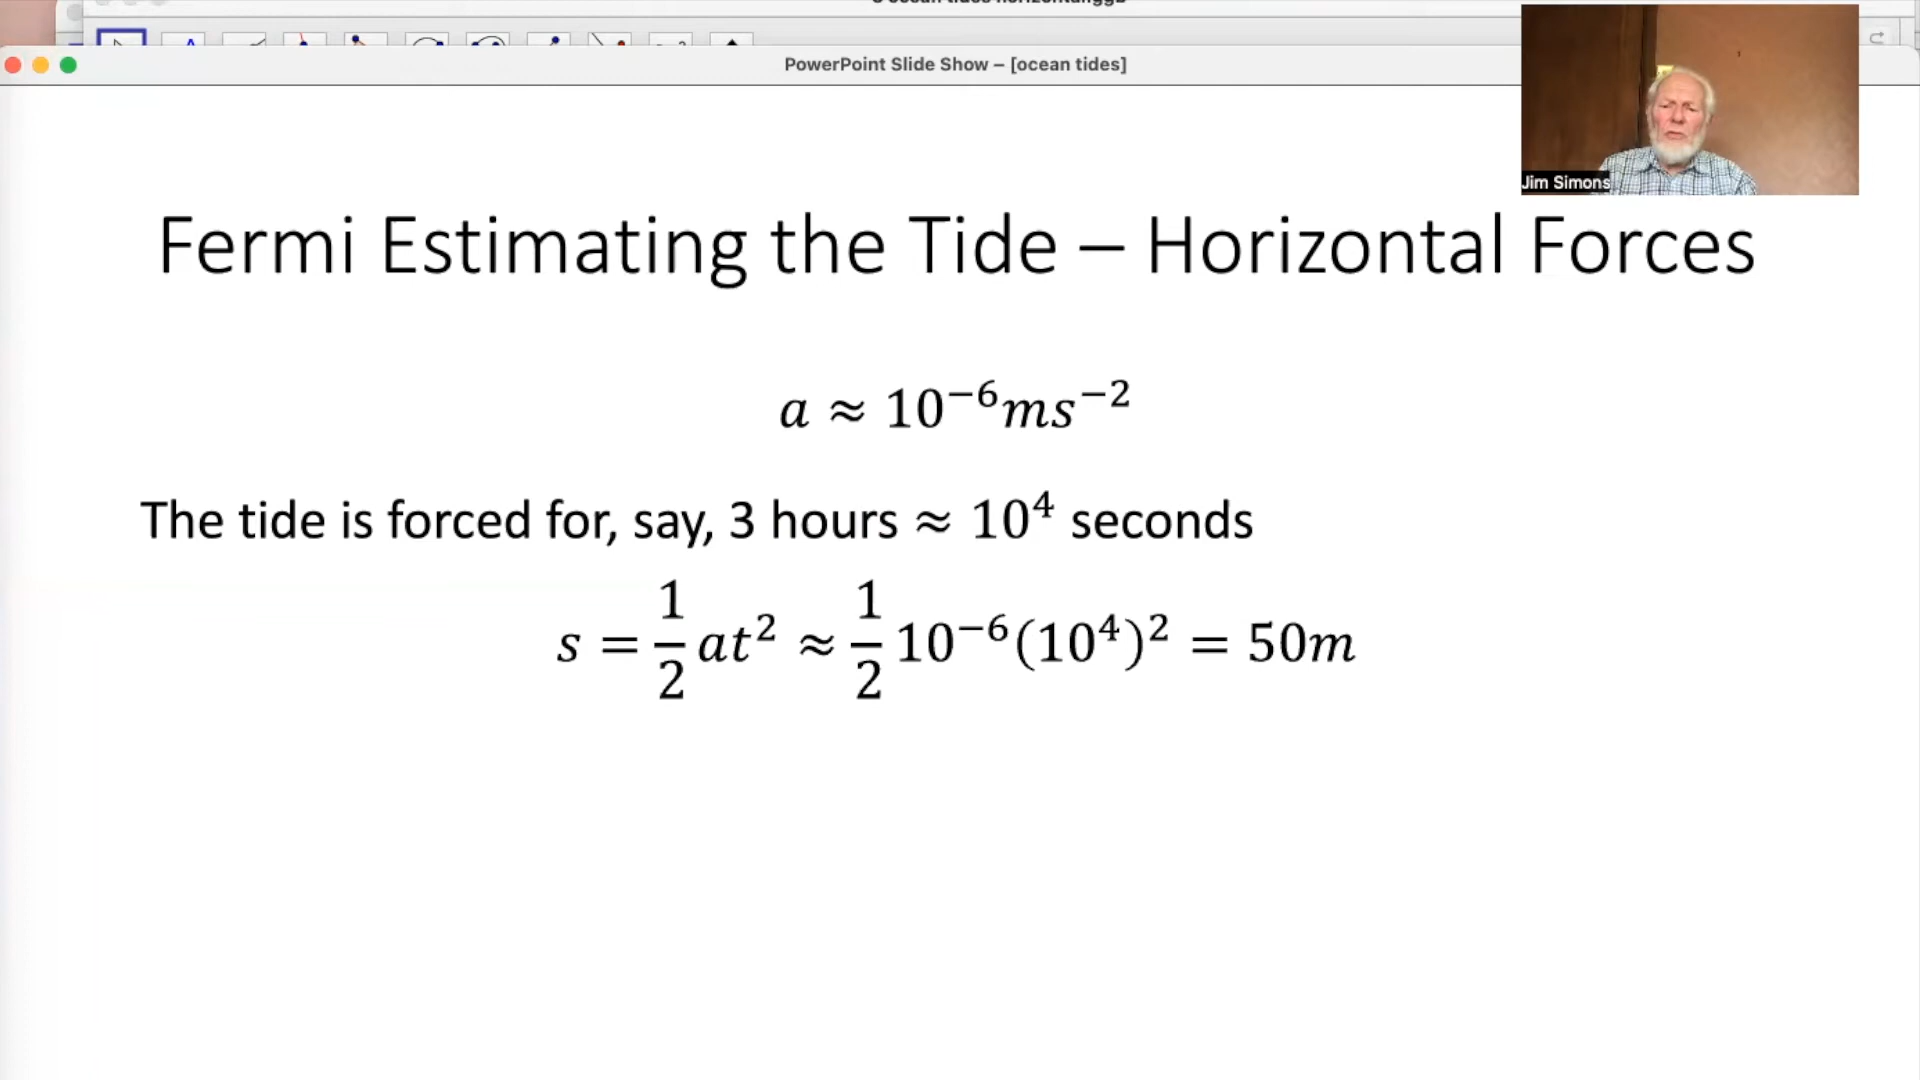 PowerPoint Slide Show – [ocean tides]
Jim Simons
Fermi Estimating the Tide – Horizontal Forces
a ≈ 10⁻⁶ms⁻²
The tide is forced for, say, 3 hours ≈ 10⁴ seconds
s = 1/2 at² ≈ 1/2 10⁻⁶(10⁴)² = 50m